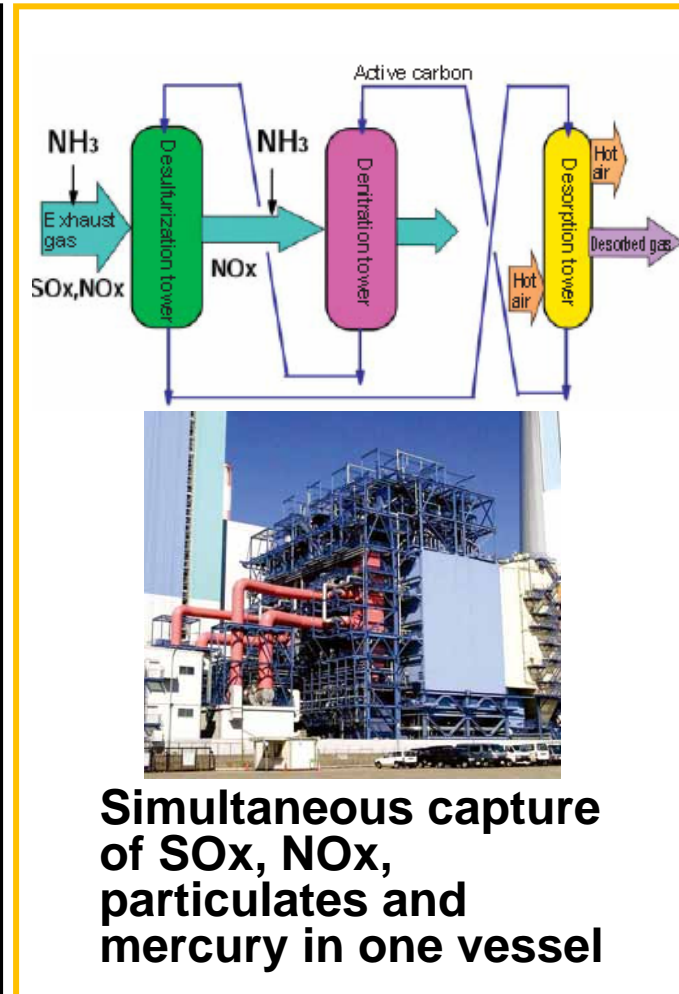 Active carbon
NH3
NH3
Exhaust
gas
SOx,NOx
Desulfurization tower
NOx
Denitration tower
Desorption tower
Hot
air
Desorbed gas
Hot
air
Simultaneous capture
of SOx, NOx,
particulates and
mercury in one vessel